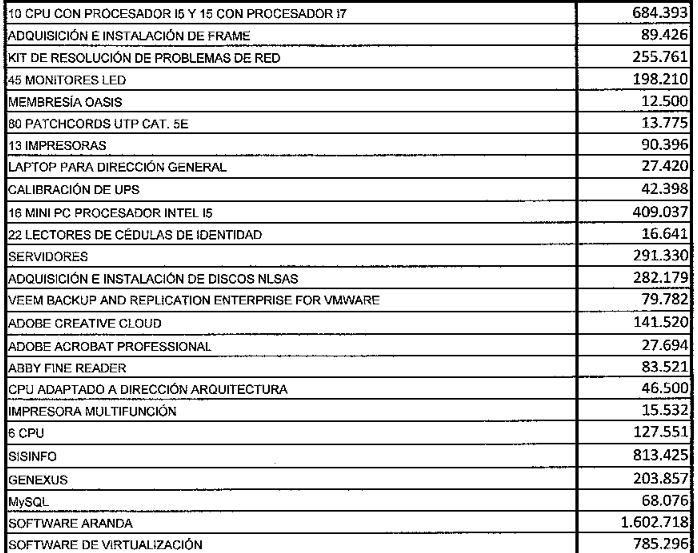 10 CPU CON PROCESADOR I5 Y 15 CON PROCESADOR I7 684.393
ADQUISICIÓN E INSTALACIÓN DE FRAME 89.426
KIT DE RESOLUCIÓN DE PROBLEMAS DE RED 255.761
45 MONITORES LED 198.210
MEMBRESÍA OASIS 12.500
80 PATCHCORDS UTP CAT. 5E 13.775
13 IMPRESORAS 90.396
LAPTOP PARA DIRECCIÓN GENERAL 27.420
CALIBRACIÓN DE UPS 42.398
16 MINI PC PROCESADOR INTEL I5 409.037
22 LECTORES DE CÉDULAS DE IDENTIDAD 16.641
SERVIDORES 291.330
ADQUISICIÓN E INSTALACIÓN DE DISCOS NLSAS 282.179
VEEM BACKUP AND REPLICATION ENTERPRISE FOR VMWARE 79.782
ADOBE CREATIVE CLOUD 141.520
ADOBE ACROBAT PROFESSIONAL 27.694
ABBY FINE READER 83.521
CPU ADAPTADO A DIRECCIÓN ARQUITECTURA 46.500
IMPRESORA MULTIFUNCIÓN 15.532
6 CPU 127.551
SISINFO 813.425
GENEXUS 203.857
MySQL 68.076
SOFTWARE ARANDA 1.602.718
SOFTWARE DE VIRTUALIZACIÓN 785.296